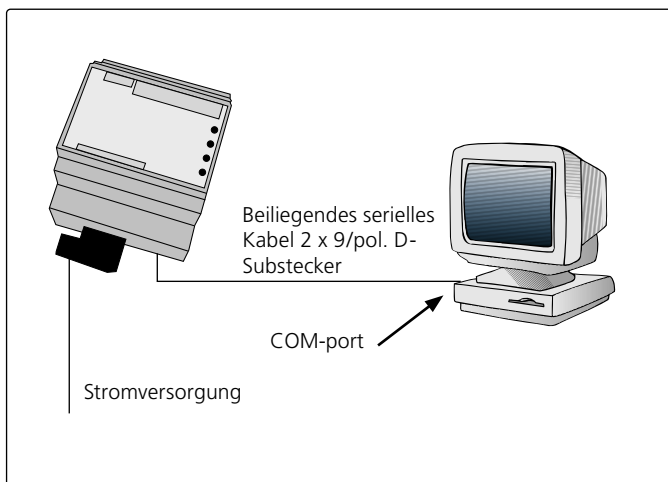 Beiliegendes serielles
Kabel 2 x 9/pol. D-
Substecker
COM-port
Stromversorgung